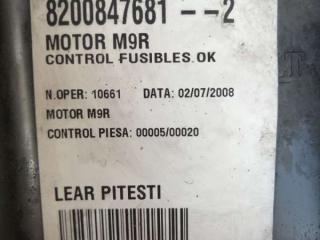 8200847681 -- 2
MOTOR M9R
CONTROL FUSIBLES.OK
N.OPER: 10661 DATA: 02/07/2008
MOTOR M9R
CONTROL PIESA: 00005/00020
LEAR PITESTI